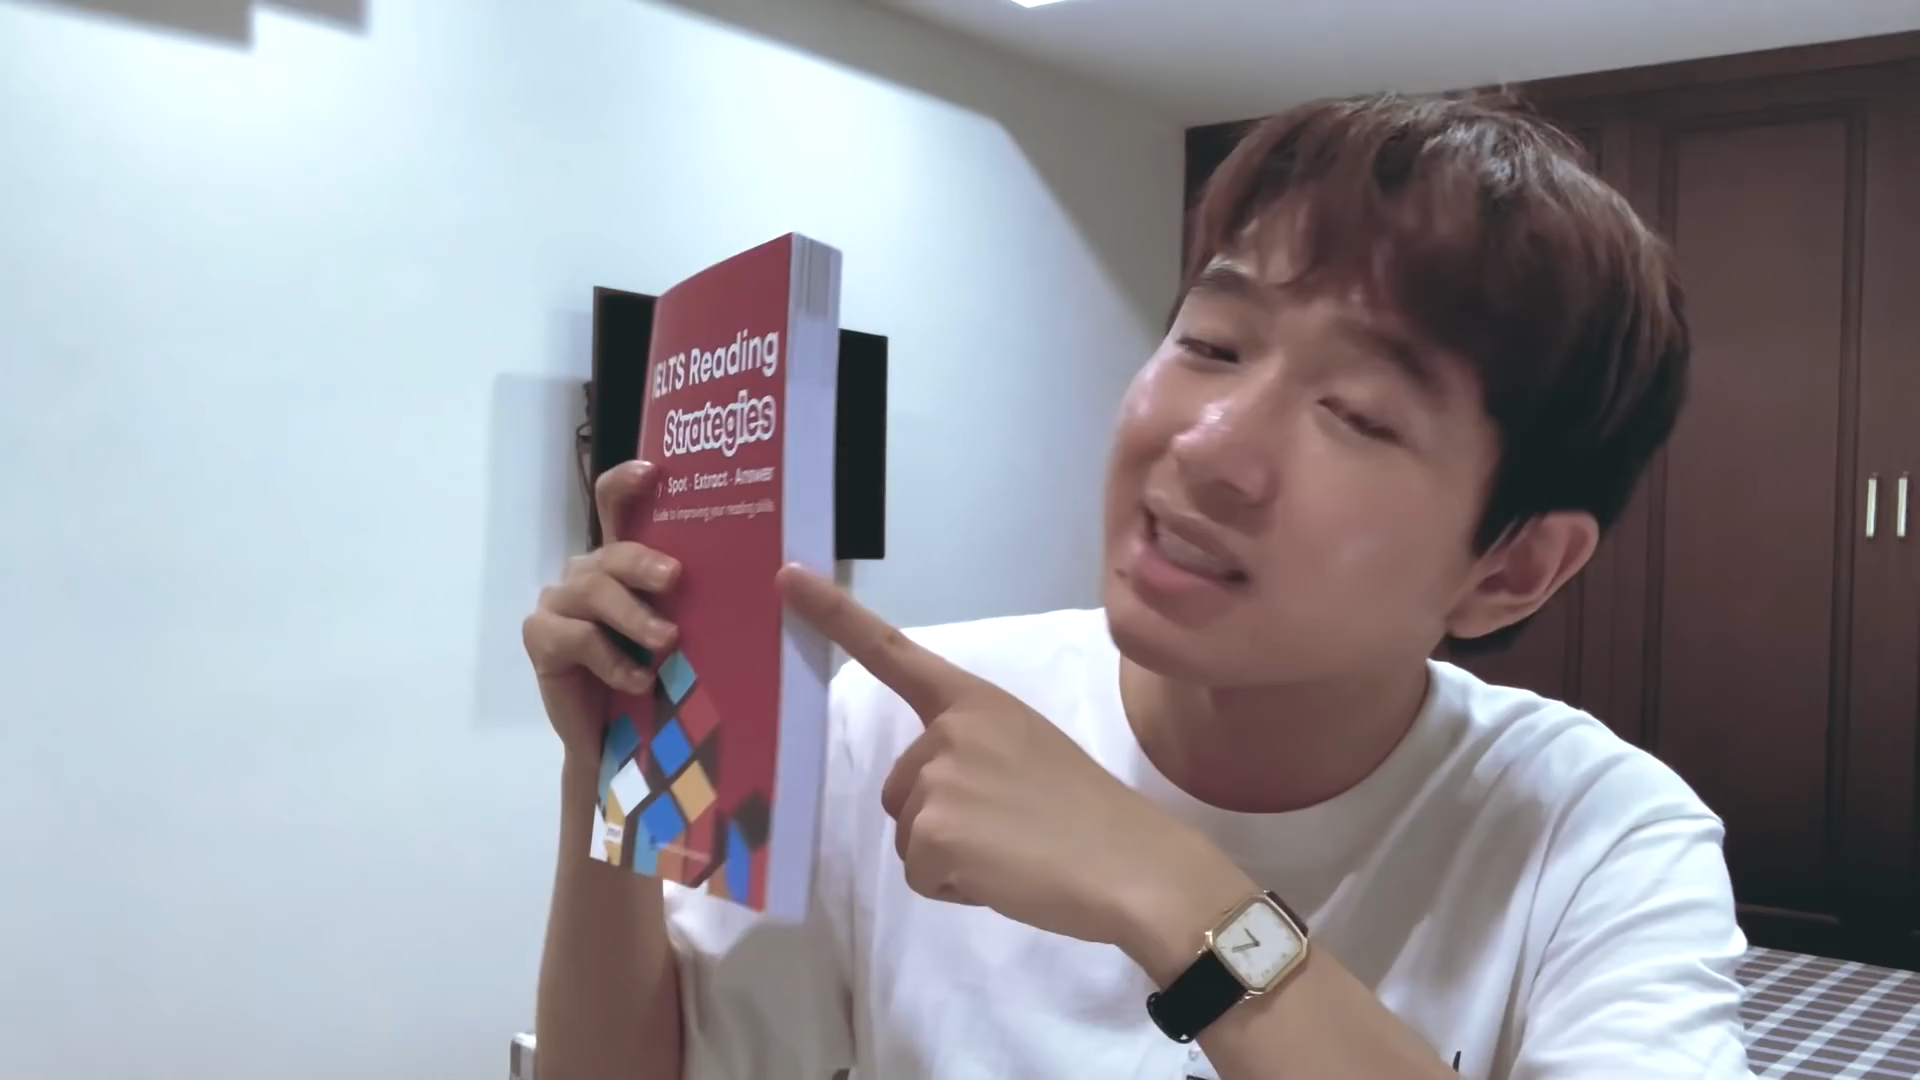 IELTS Reading
Strategies
y · Spot · Extract · Answer
Guide to improving your reading skills